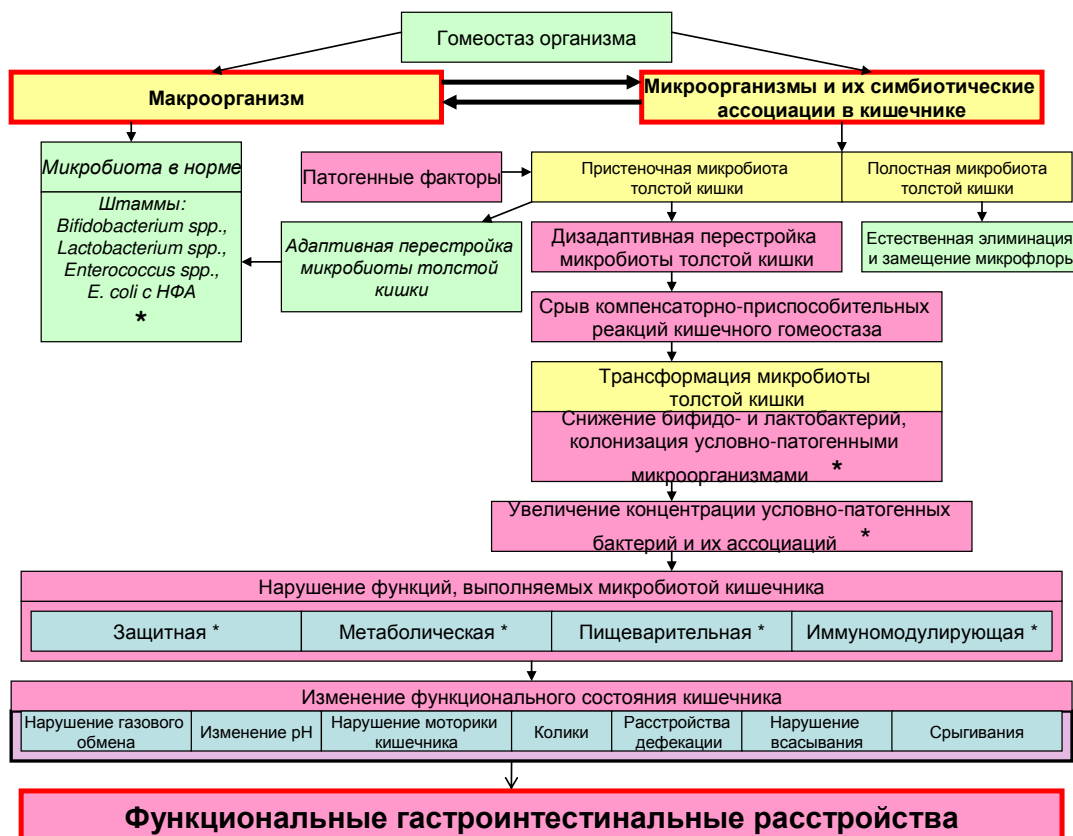 Гомеостаз организма
Макроорганизм
Микроорганизмы и их симбиотические
ассоциации в кишечнике
Микробиота в норме
Штаммы:
Bifidobacterium spp.,
Lactobacterium spp.,
Enterococcus spp.,
E. coli с НФА
*
Патогенные факторы
Пристеночная микробиота
толстой кишки
Полостная микробиота
толстой кишки
Адаптивная перестройка
микробиоты толстой
кишки
Дизадаптивная перестройка
микробиоты толстой кишки
Естественная элиминация
и замещение микрофлоры
Срыв компенсаторно-приспособительных
реакций кишечного гомеостаза
Трансформация микробиоты
толстой кишки
Снижение бифидо- и лактобактерий,
колонизация условно-патогенными
микроорганизмами *
Увеличение концентрации условно-патогенных
бактерий и их ассоциаций *
Нарушение функций, выполняемых микробиотой кишечника
Защитная *
Метаболическая *
Пищеварительная *
Иммуномодулирующая *
Изменение функционального состояния кишечника
Нарушение газового
обмена
Изменение pH
Нарушение моторики
кишечника
Колики
Расстройства
дефекации
Нарушение
всасывания
Срыгивания
Функциональные гастроинтестинальные расстройства